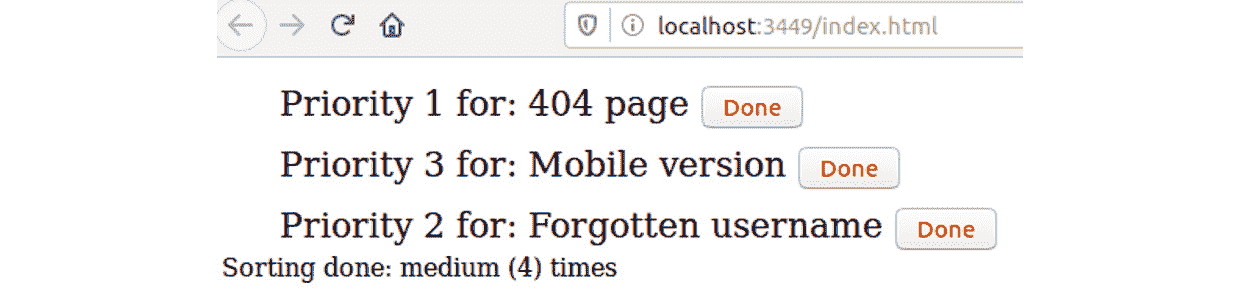 localhost:3449/index.html
Priority 1 for: 404 page Done
Priority 3 for: Mobile version Done
Priority 2 for: Forgotten username Done
Sorting done: medium (4) times